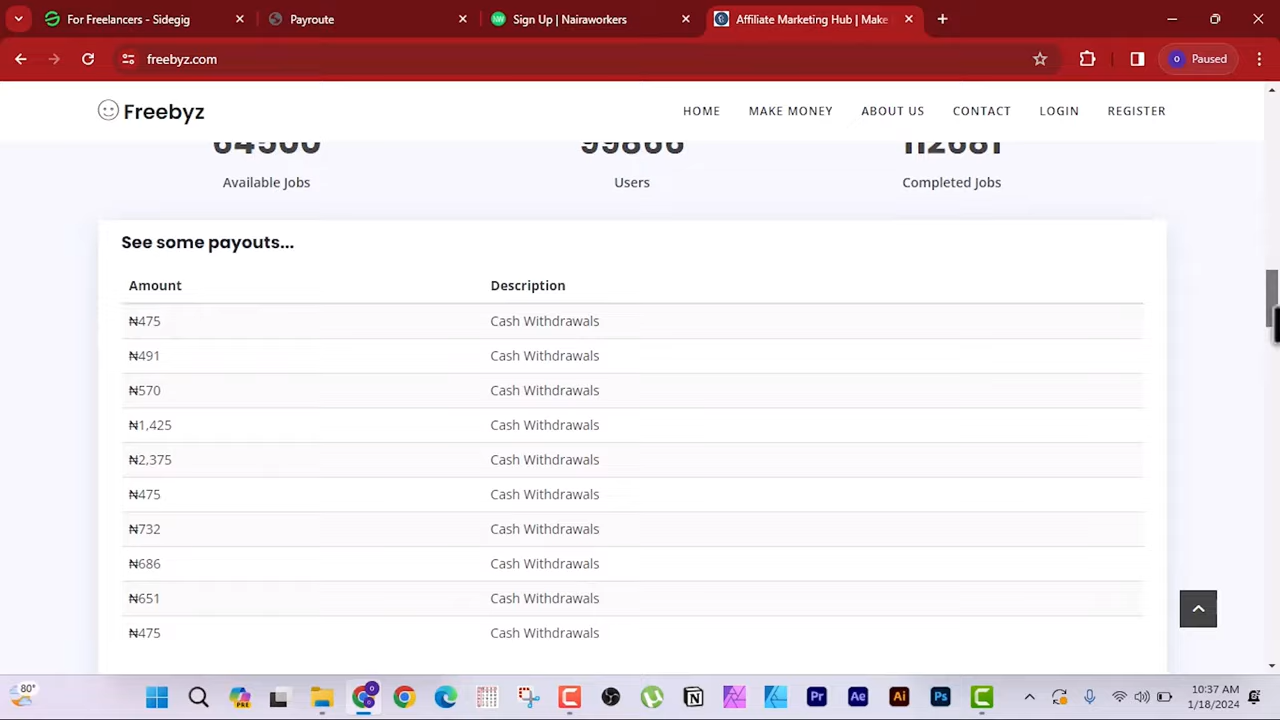 For Freelancers - Sidegig
Payroute
Sign Up | Nairaworkers
Affiliate Marketing Hub | Make
freebyz.com
Paused
Freebyz
HOME MAKE MONEY ABOUT US CONTACT LOGIN REGISTER
64500 99866 112681
Available Jobs Users Completed Jobs
See some payouts...
Amount Description
₦475 Cash Withdrawals
₦491 Cash Withdrawals
₦570 Cash Withdrawals
₦1,425 Cash Withdrawals
₦2,375 Cash Withdrawals
₦475 Cash Withdrawals
₦732 Cash Withdrawals
₦686 Cash Withdrawals
₦651 Cash Withdrawals
₦475 Cash Withdrawals
80°
10:37 AM
1/18/2024